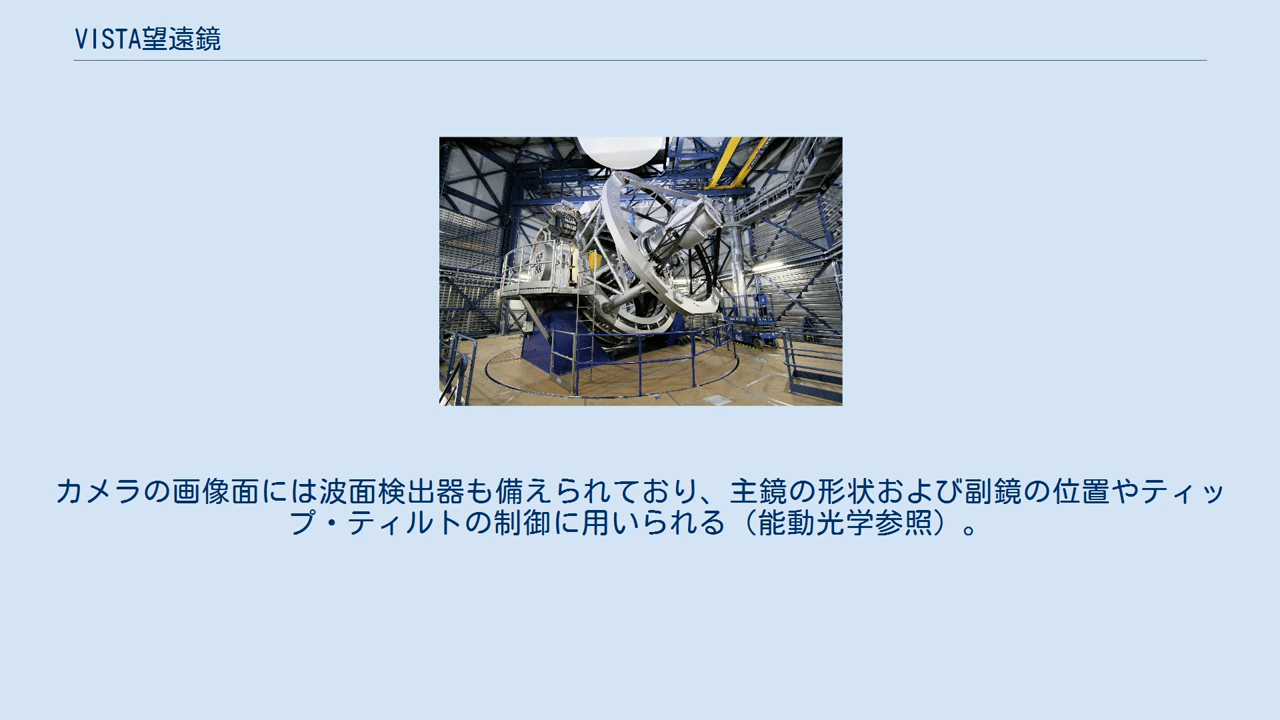 VISTA望遠鏡
カメラの画像面には波面検出器も備えられており、主鏡の形状および副鏡の位置やティッ
プ・ティルトの制御に用いられる（能動光学参照）。